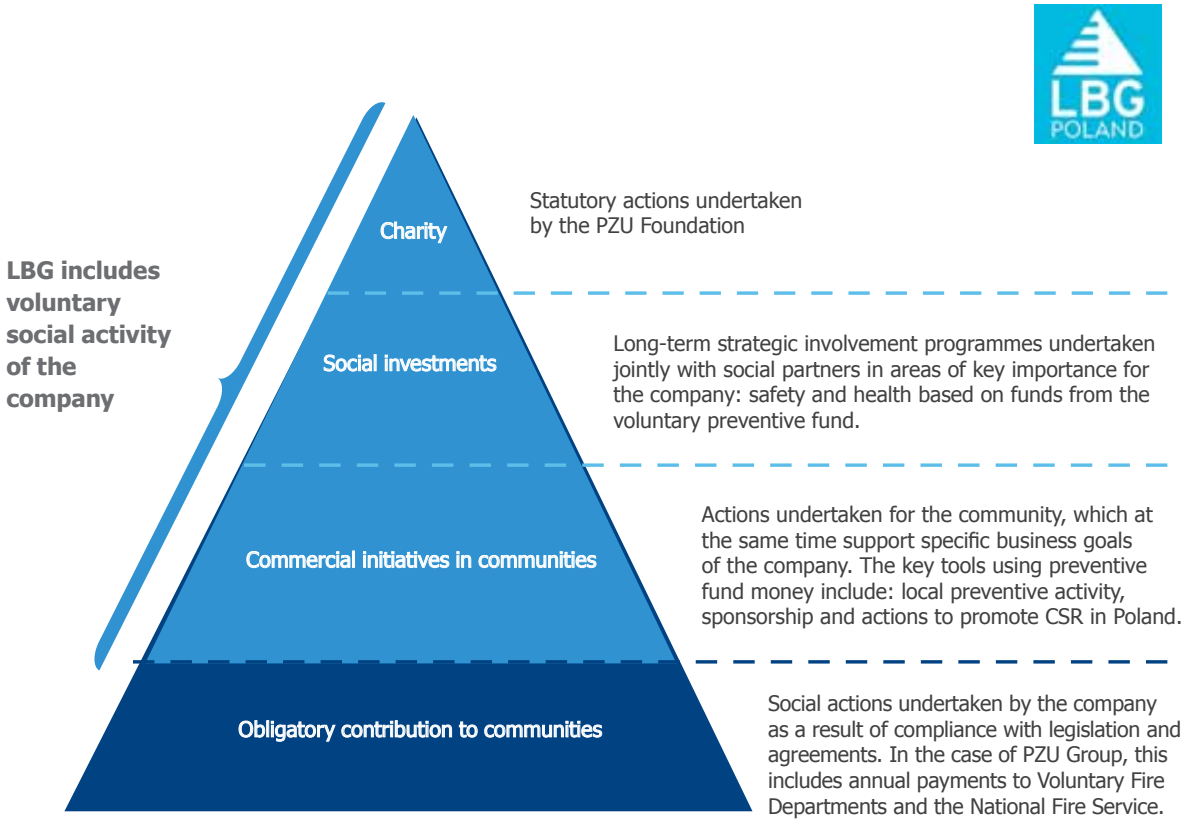 LBG
POLAND
Charity
Statutory actions undertaken
by the PZU Foundation
LBG includes
voluntary
social activity
of the
company
Social investments
Long-term strategic involvement programmes undertaken
jointly with social partners in areas of key importance for
the company: safety and health based on funds from the
voluntary preventive fund.
Commercial initiatives in communities
Actions undertaken for the community, which at
the same time support specific business goals
of the company. The key tools using preventive
fund money include: local preventive activity,
sponsorship and actions to promote CSR in Poland.
Obligatory contribution to communities
Social actions undertaken by the company
as a result of compliance with legislation and
agreements. In the case of PZU Group, this
includes annual payments to Voluntary Fire
Departments and the National Fire Service.